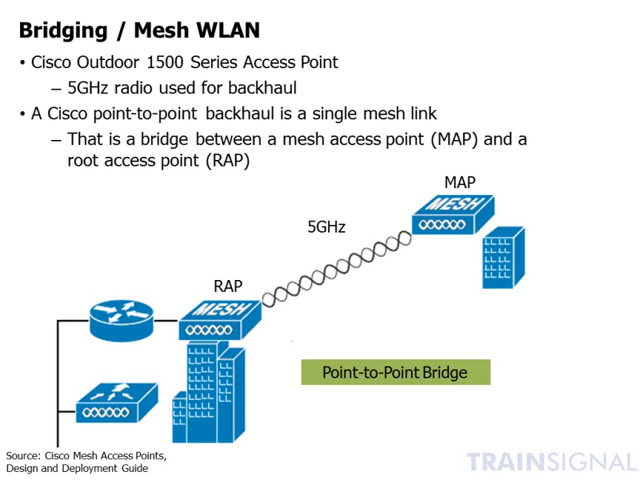 Bridging / Mesh WLAN
• Cisco Outdoor 1500 Series Access Point
– 5GHz radio used for backhaul
• A Cisco point-to-point backhaul is a single mesh link
– That is a bridge between a mesh access point (MAP) and a
root access point (RAP)
MAP
MESH
5GHz
RAP
MESH
Point-to-Point Bridge
Source: Cisco Mesh Access Points,
Design and Deployment Guide
TRAINSIGNAL